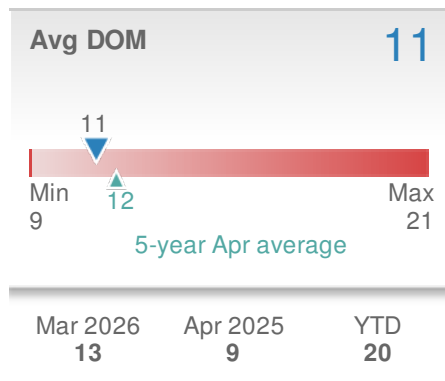 Avg DOM 11
11
Min Max
12
9 21
5-year Apr average
Mar 2026 Apr 2025 YTD
13 9 20